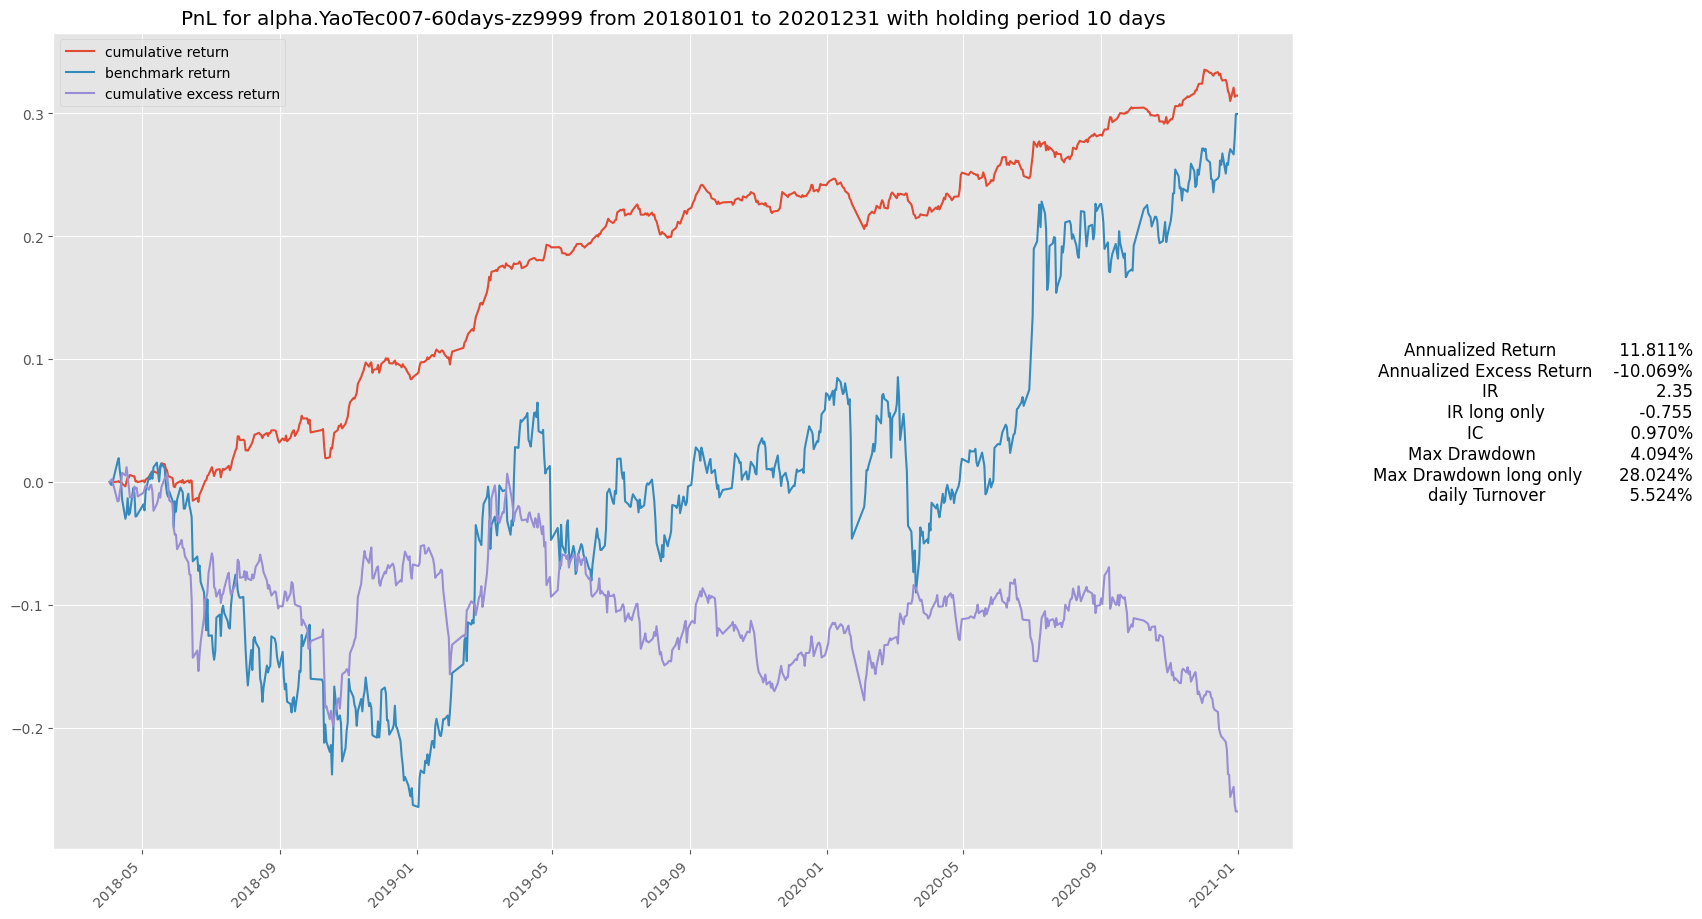 PnL for alpha.YaoTec007-60days-zz9999 from 20180101 to 20201231 with holding period 10 days
cumulative return
benchmark return
cumulative excess return
0.3
0.2
0.1
0.0
−0.1
−0.2
2018-05
2018-09
2019-01
2019-05
2019-09
2020-01
2020-05
2020-09
2021-01
Annualized Return 11.811%
Annualized Excess Return -10.069%
IR 2.35
IR long only -0.755
IC 0.970%
Max Drawdown 4.094%
Max Drawdown long only 28.024%
daily Turnover 5.524%